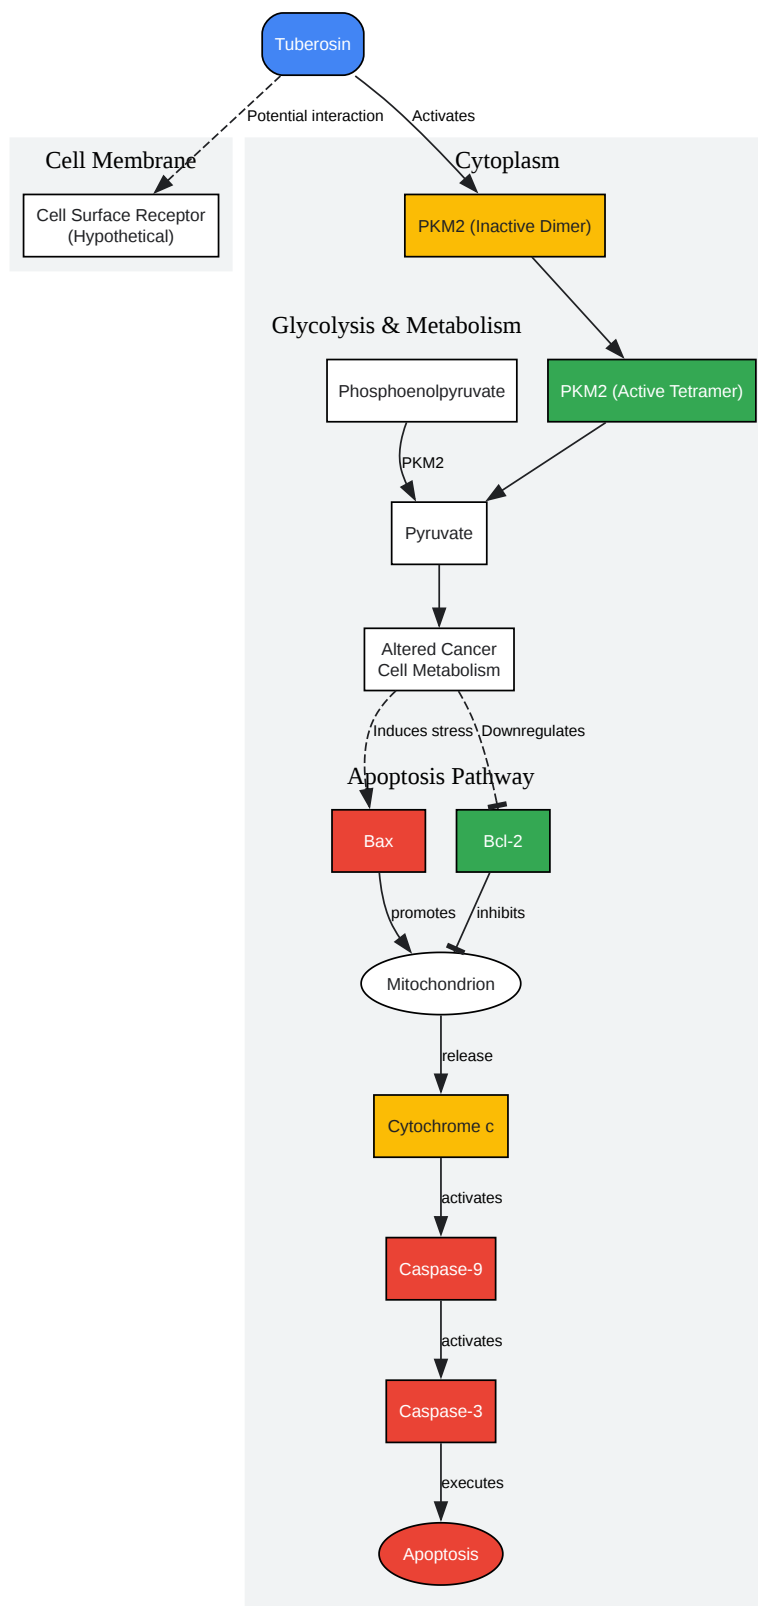 Tuberosin
Potential interaction
Activates
Cell Membrane
Cytoplasm
Cell Surface Receptor
(Hypothetical)
PKM2 (Inactive Dimer)
Glycolysis & Metabolism
Phosphoenolpyruvate
PKM2 (Active Tetramer)
PKM2
Pyruvate
Altered Cancer
Cell Metabolism
Induces stress
Downregulates
Apoptosis Pathway
Bax
Bcl-2
promotes
inhibits
Mitochondrion
release
Cytochrome c
activates
Caspase-9
activates
Caspase-3
executes
Apoptosis